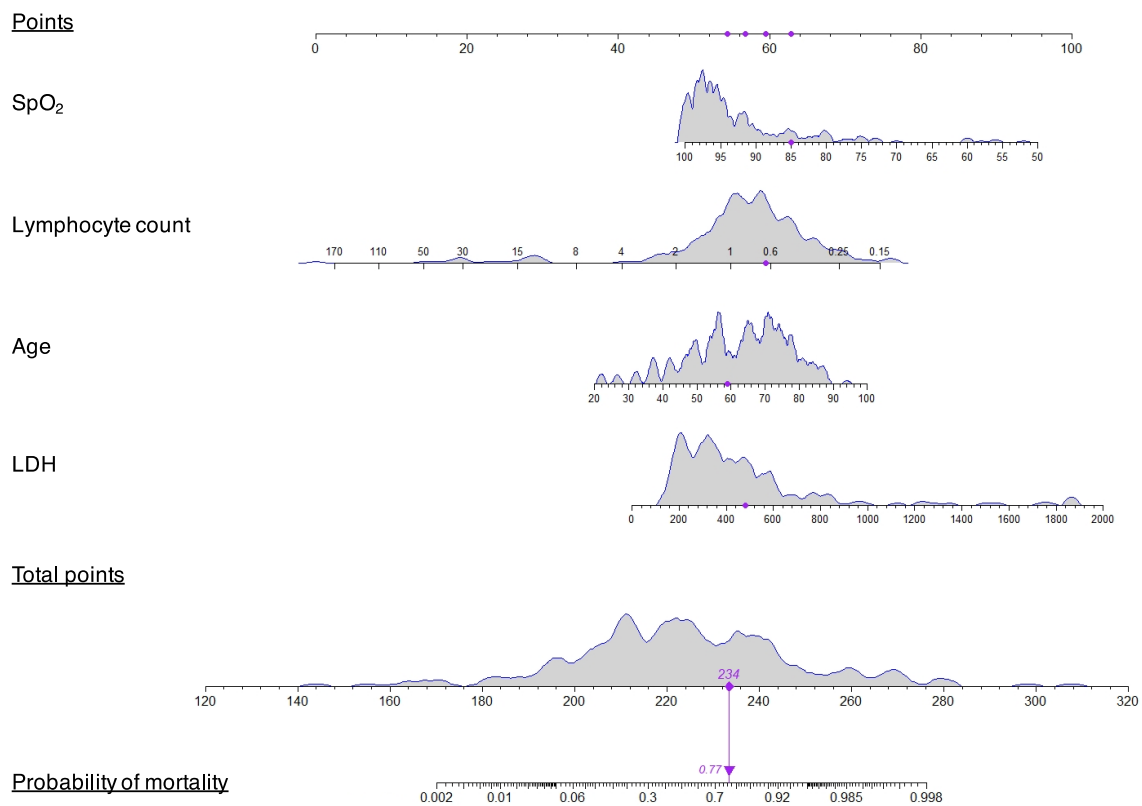 Points
0 20 40 60 80 100
SpO₂
100 95 90 85 80 75 70 65 60 55 50
Lymphocyte count
170 110 50 30 15 8 4 2 1 0.6 0.25 0.15
Age
20 30 40 50 60 70 80 90 100
LDH
0 200 400 600 800 1000 1200 1400 1600 1800 2000
Total points
234
120 140 160 180 200 220 240 260 280 300 320
0.77
Probability of mortality
0.002 0.01 0.06 0.3 0.7 0.92 0.985 0.998